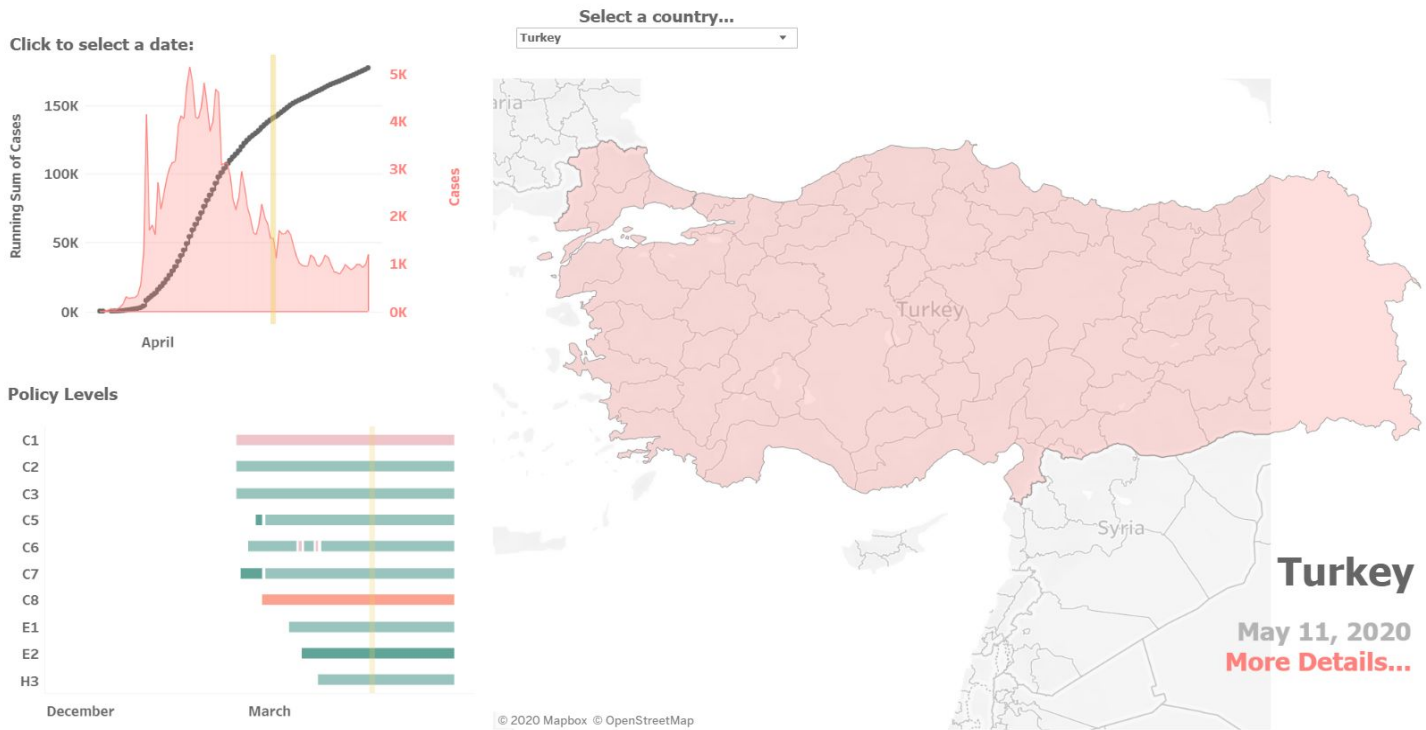 Select a country...
Turkey
Click to select a date:
Running Sum of Cases
150K
100K
50K
0K
5K
4K
3K
2K
1K
0K
Cases
April
Policy Levels
C1
C2
C3
C5
C6
C7
C8
E1
E2
H3
December
March
aria
Turkey
Syria
Turkey
May 11, 2020
More Details...
© 2020 Mapbox © OpenStreetMap